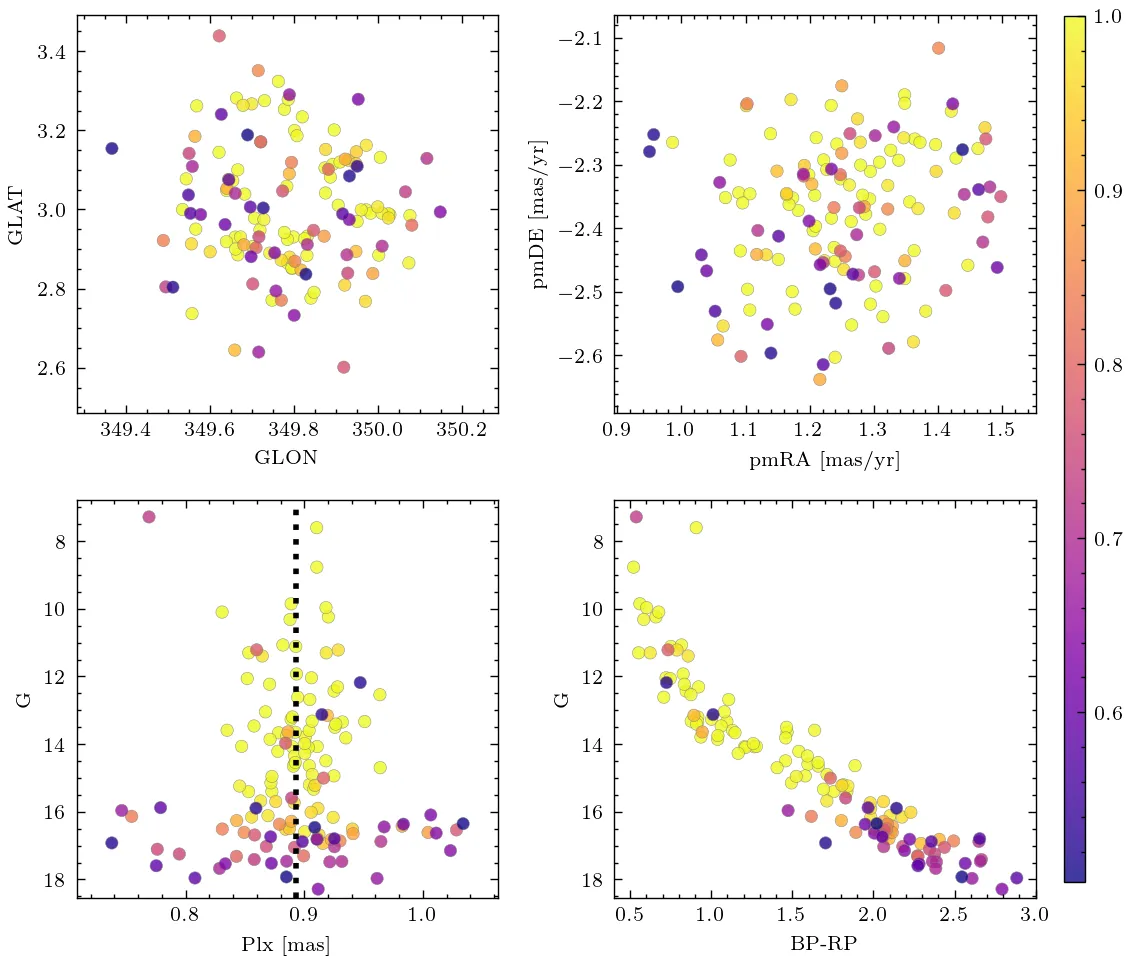 3.4
3.2
3.0
2.8
2.6
GLAT
349.4 349.6 349.8 350.0 350.2
GLON
−2.1
−2.2
−2.3
−2.4
−2.5
−2.6
pmDE [mas/yr]
0.9 1.0 1.1 1.2 1.3 1.4 1.5
pmRA [mas/yr]
8
10
12
14
16
18
G
0.8 0.9 1.0
Plx [mas]
8
10
12
14
16
18
G
0.5 1.0 1.5 2.0 2.5 3.0
BP-RP
1.0
0.9
0.8
0.7
0.6